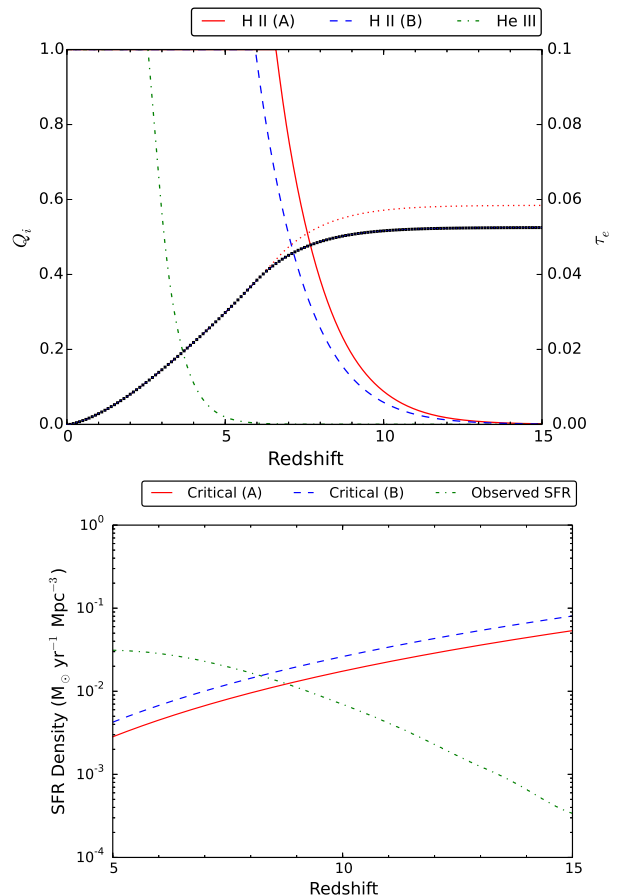 H II (A) H II (B) He III
1.0 0.1
0.8 0.08
0.6 0.06
Q_i τ_e
0.4 0.04
0.2 0.02
0.0 0.00
0 5 10 15
Redshift
Critical (A) Critical (B) Observed SFR
10^0
10^{-1}
10^{-2}
10^{-3}
10^{-4}
SFR Density (M_⊙ yr^{-1} Mpc^{-3})
5 10 15
Redshift